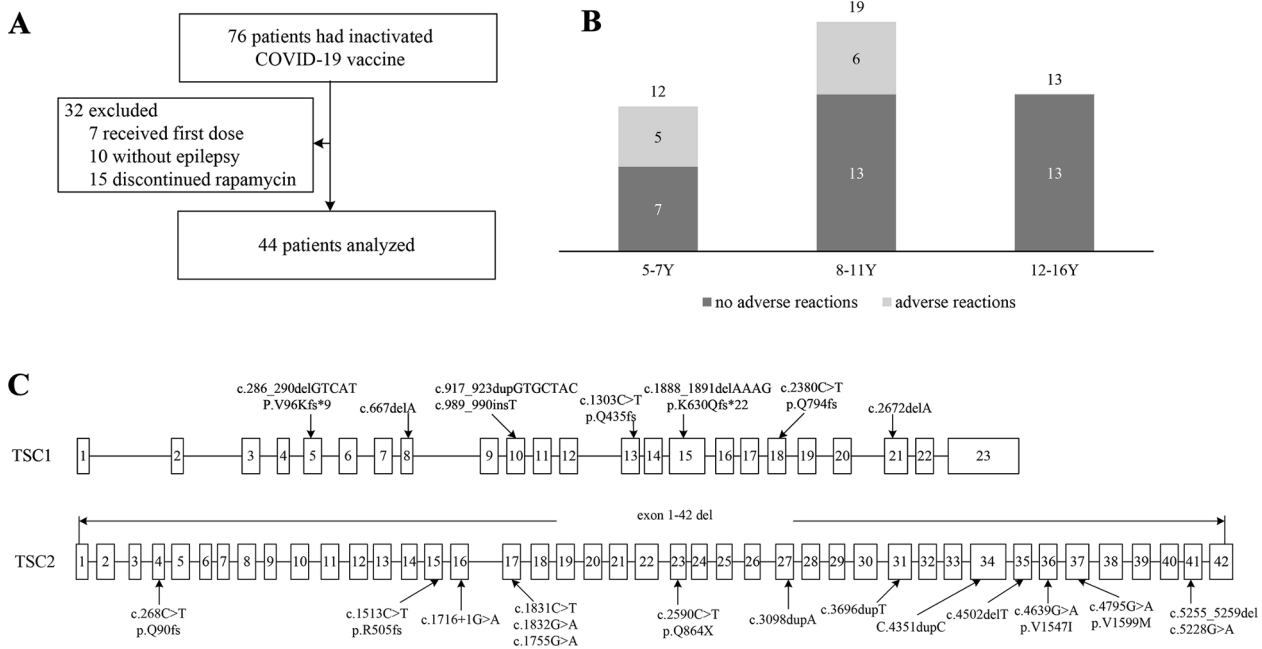 A
76 patients had inactivated
COVID-19 vaccine
32 excluded
7 received first dose
10 without epilepsy
15 discontinued rapamycin
44 patients analyzed
B
12
5
7
19
6
13
13
13
5-7Y
8-11Y
12-16Y
no adverse reactions
adverse reactions
C
c.286_290delGTCAT
P.V96Kfs*9
c.667delA
c.917_923dupGTGCTAC
c.989_990insT
c.1303C>T
p.Q435fs
c.1888_1891delAAAG
p.K630Qfs*22
c.2380C>T
p.Q794fs
c.2672delA
TSC1
1 2 3 4 5 6 7 8 9 10 11 12 13 14 15 16 17 18 19 20 21 22 23
exon 1-42 del
TSC2
1 2 3 4 5 6 7 8 9 10 11 12 13 14 15 16 17 18 19 20 21 22 23 24 25 26 27 28 29 30 31 32 33 34 35 36 37 38 39 40 41 42
c.268C>T
p.Q90fs
c.1513C>T
p.R505fs
c.1716+1G>A
c.1831C>T
c.1832G>A
c.1755G>A
c.2590C>T
p.Q864X
c.3098dupA
c.3696dupT
C.4351dupC
c.4502delT
c.4639G>A
p.V1547I
c.4795G>A
p.V1599M
c.5255_5259del
c.5228G>A